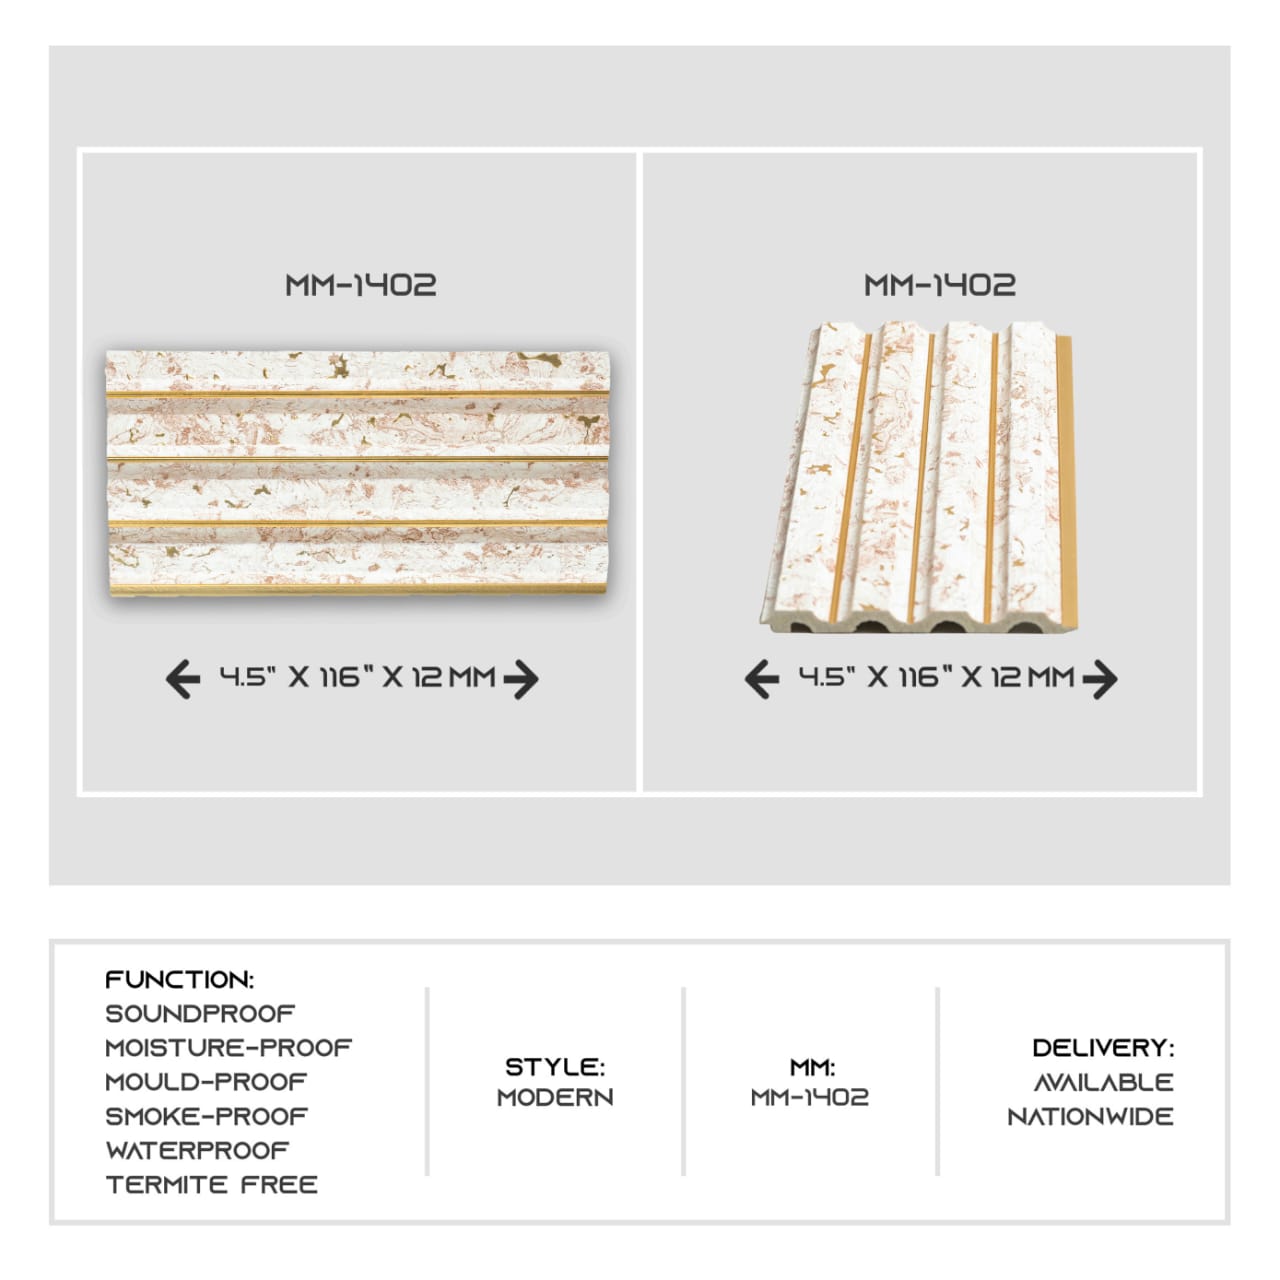 MM-1402
4.5" X 116" X 12 MM
MM-1402
4.5" X 116" X 12 MM
FUNCTION:
SOUNDPROOF
MOISTURE-PROOF
MOULD-PROOF
SMOKE-PROOF
WATERPROOF
TERMITE FREE
STYLE:
MODERN
MM:
MM-1402
DELIVERY:
AVAILABLE
NATIONWIDE